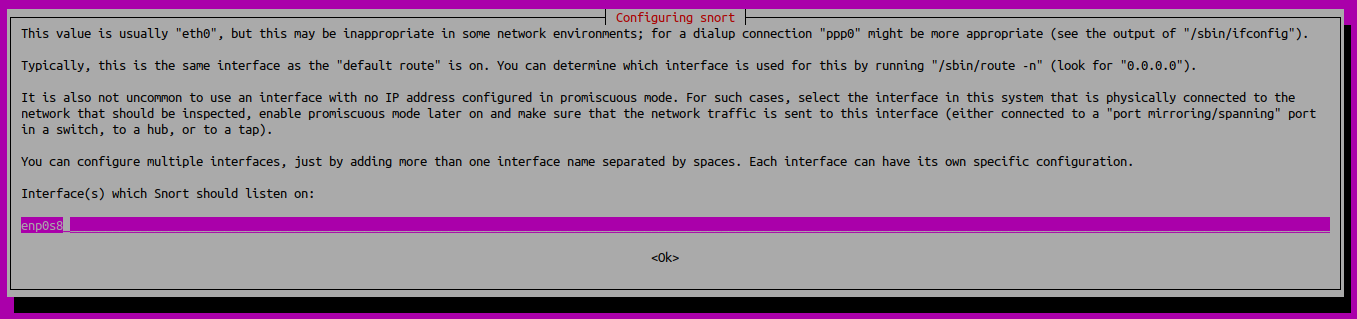 Configuring snort
This value is usually "eth0", but this may be inappropriate in some network environments; for a dialup connection "ppp0" might be more appropriate (see the output of "/sbin/ifconfig").
Typically, this is the same interface as the "default route" is on. You can determine which interface is used for this by running "/sbin/route -n" (look for "0.0.0.0").
It is also not uncommon to use an interface with no IP address configured in promiscuous mode. For such cases, select the interface in this system that is physically connected to the
network that should be inspected, enable promiscuous mode later on and make sure that the network traffic is sent to this interface (either connected to a "port mirroring/spanning" port
in a switch, to a hub, or to a tap).
You can configure multiple interfaces, just by adding more than one interface name separated by spaces. Each interface can have its own specific configuration.
Interface(s) which Snort should listen on:
enp0s8
<Ok>